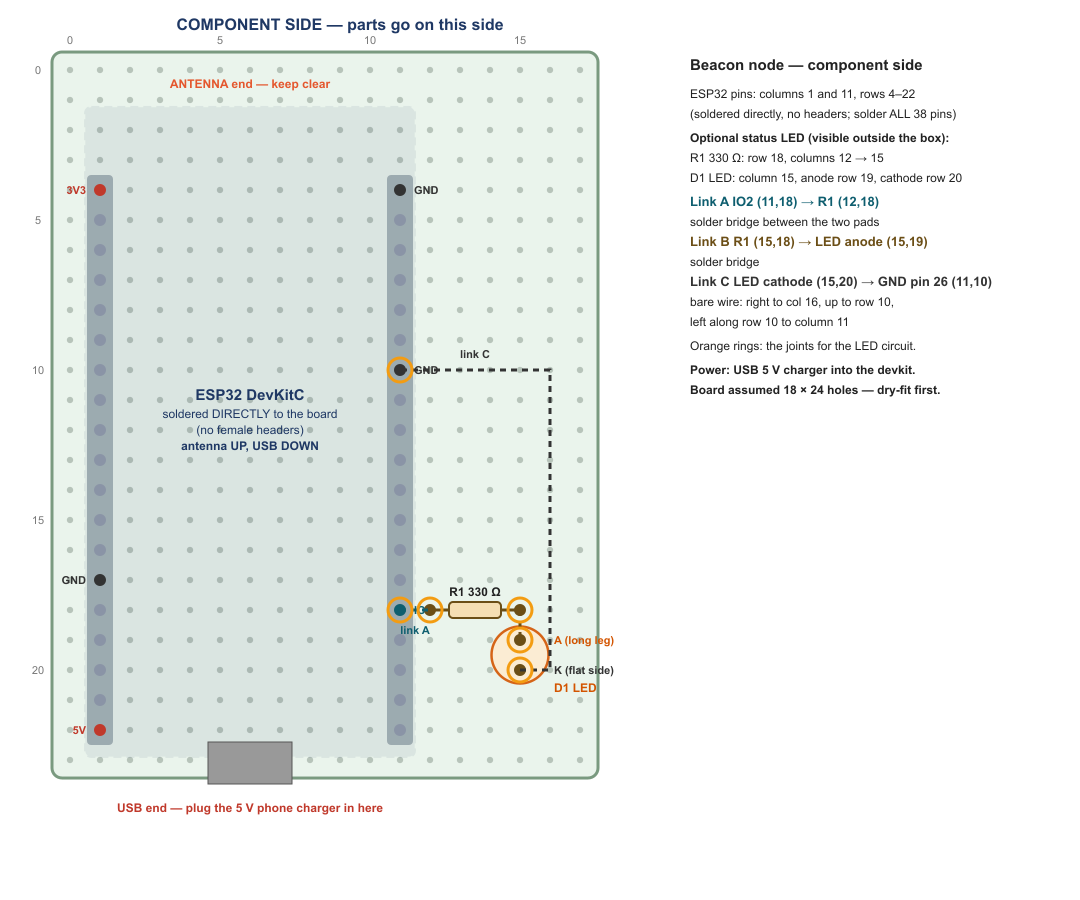 COMPONENT SIDE — parts go on this side
0 5 10 15
0
ANTENNA end — keep clear
3V3
GND
5
link C
10
GND
ESP32 DevKitC
soldered DIRECTLY to the board
(no female headers)
antenna UP, USB DOWN
15
GND
R1 330 Ω
link A
A (long leg)
20
K (flat side)
D1 LED
5V
USB end — plug the 5 V phone charger in here
Beacon node — component side
ESP32 pins: columns 1 and 11, rows 4–22
(soldered directly, no headers; solder ALL 38 pins)
Optional status LED (visible outside the box):
R1 330 Ω: row 18, columns 12 → 15
D1 LED: column 15, anode row 19, cathode row 20
Link A IO2 (11,18) → R1 (12,18)
solder bridge between the two pads
Link B R1 (15,18) → LED anode (15,19)
solder bridge
Link C LED cathode (15,20) → GND pin 26 (11,10)
bare wire: right to col 16, up to row 10,
left along row 10 to column 11
Orange rings: the joints for the LED circuit.
Power: USB 5 V charger into the devkit.
Board assumed 18 × 24 holes — dry-fit first.